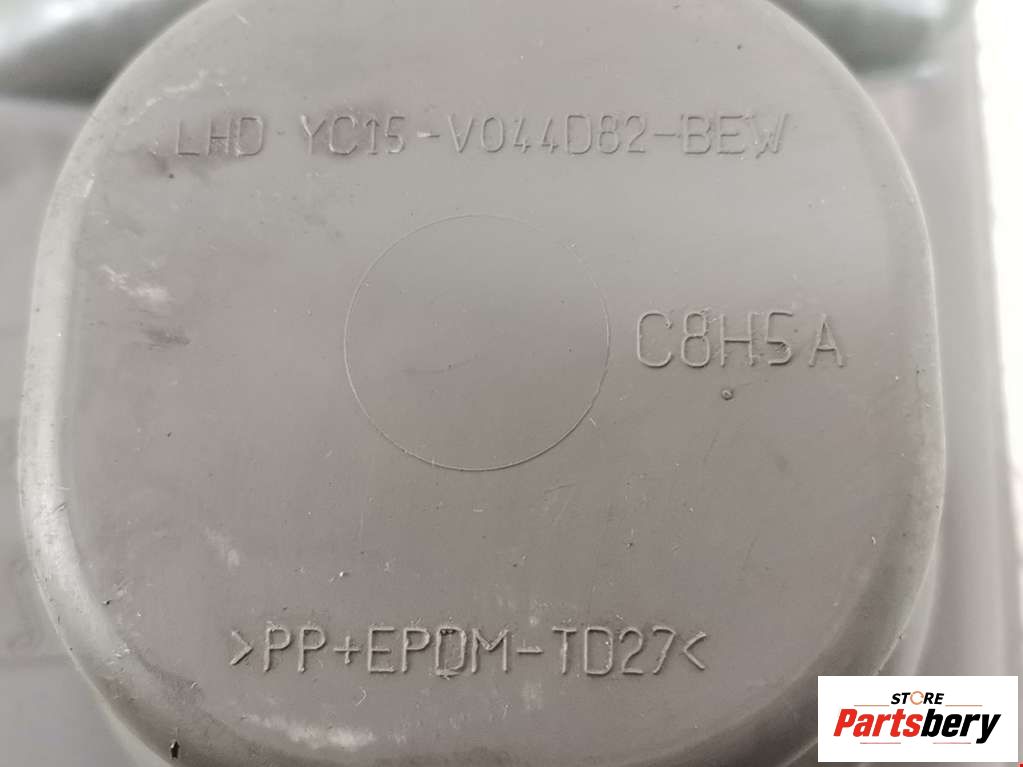 LHD YC15-V044D82-BEW
C8H5A
>PP+EPDM-TD27<
STORE
Partsbery